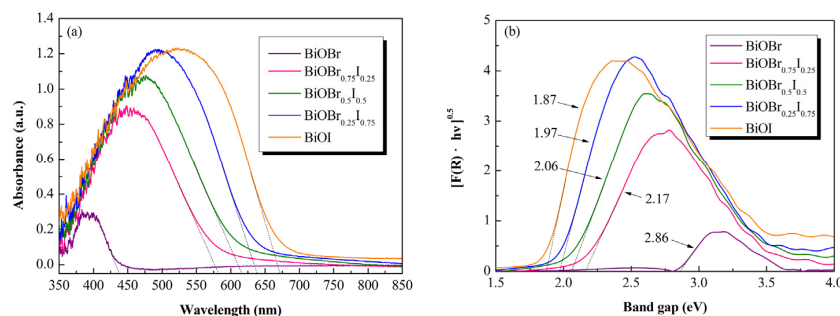 (a)
BiOBr
BiOBr0.75I0.25
BiOBr0.5I0.5
BiOBr0.25I0.75
BiOI
Absorbance (a.u.)
1.4
1.2
1.0
0.8
0.6
0.4
0.2
0.0
350 400 450 500 550 600 650 700 750 800 850
Wavelength (nm)
(b)
BiOBr
BiOBr0.75I0.25
BiOBr0.5I0.5
BiOBr0.25I0.75
BiOI
[F(R) · hv]0.5
5
4
3
2
1
0
1.87
1.97
2.06
2.17
2.86
1.5 2.0 2.5 3.0 3.5 4.0
Band gap (eV)